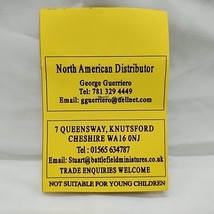 North American Distributor
George Guerriero
Tel: 781 329 4449
Email: gguerriero@tellnet.com
7 QUEENSWAY, KNUTSFORD
CHESHIRE WA16 0NJ
Tel : 01565 634787
Email: Stuart@battlefieldminiatures.co.uk
TRADE ENQUIRIES WELCOME
NOT SUITABLE FOR YOUNG CHILDREN